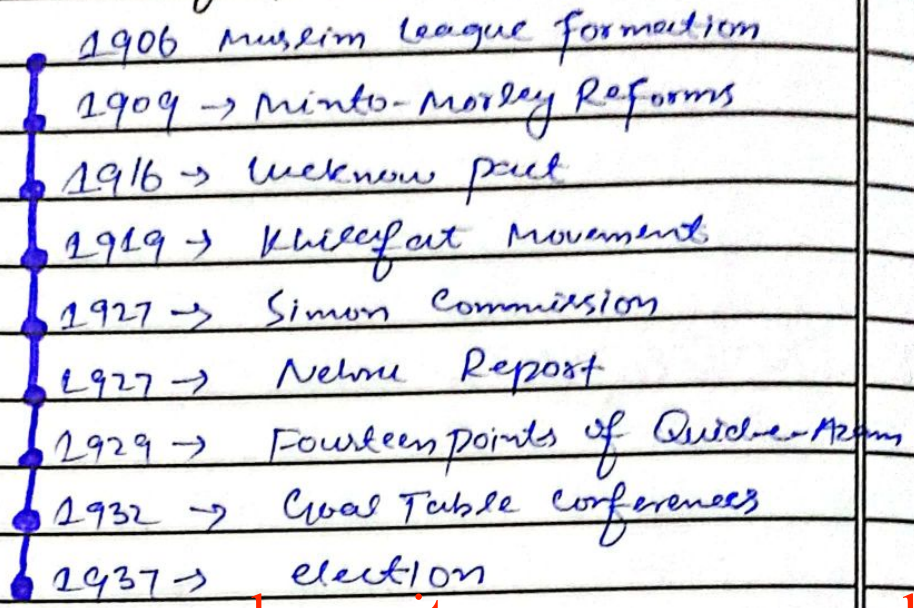 1906 Muslim League formation
1909 → Minto-Morley Reforms
1916 → Lucknow pact
1919 → Khilafat Movement
1927 → Simon Commission
1927 → Nehru Report
1929 → Fourteen points of Quid-e-Azam
1932 → Goal Table conferences
1937 → election